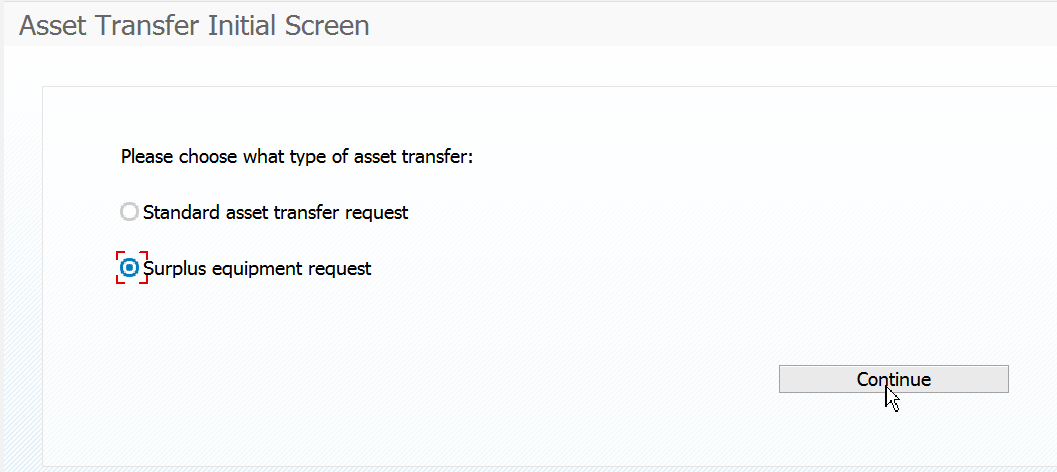 Asset Transfer Initial Screen
Please choose what type of asset transfer:
Standard asset transfer request
Surplus equipment request
Continue